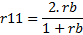 r11 = 2.rb / 1 + rb